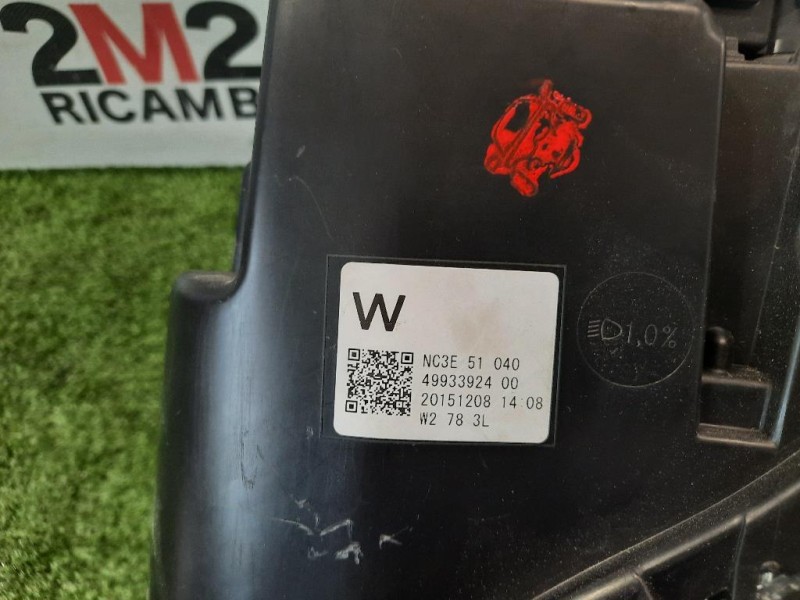 2M2
RICAMB
W
NC3E 51 040
49933924 00
20151208 14:08
W2 78 3L
1,0%